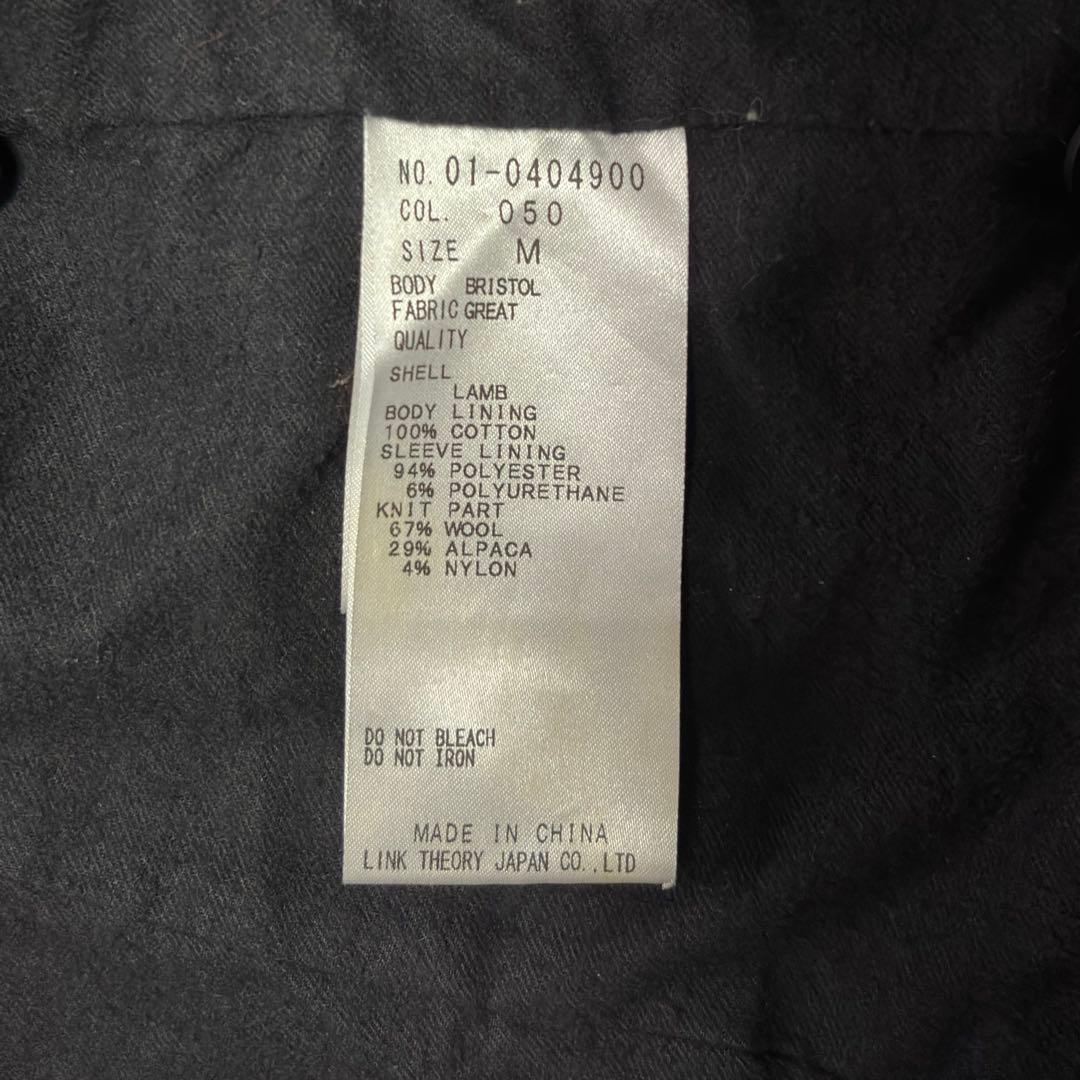 NO. 01-0404900
COL. 050
SIZE M
BODY BRISTOL
FABRIC GREAT
QUALITY
SHELL
LAMB
BODY LINING
100% COTTON
SLEEVE LINING
94% POLYESTER
6% POLYURETHANE
KNIT PART
67% WOOL
29% ALPACA
4% NYLON
DO NOT BLEACH
DO NOT IRON
MADE IN CHINA
LINK THEORY JAPAN CO.,LTD